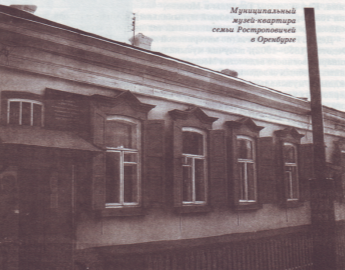 Муниципальный
музей-квартира
семьи Ростроповичей
в Оренбурге